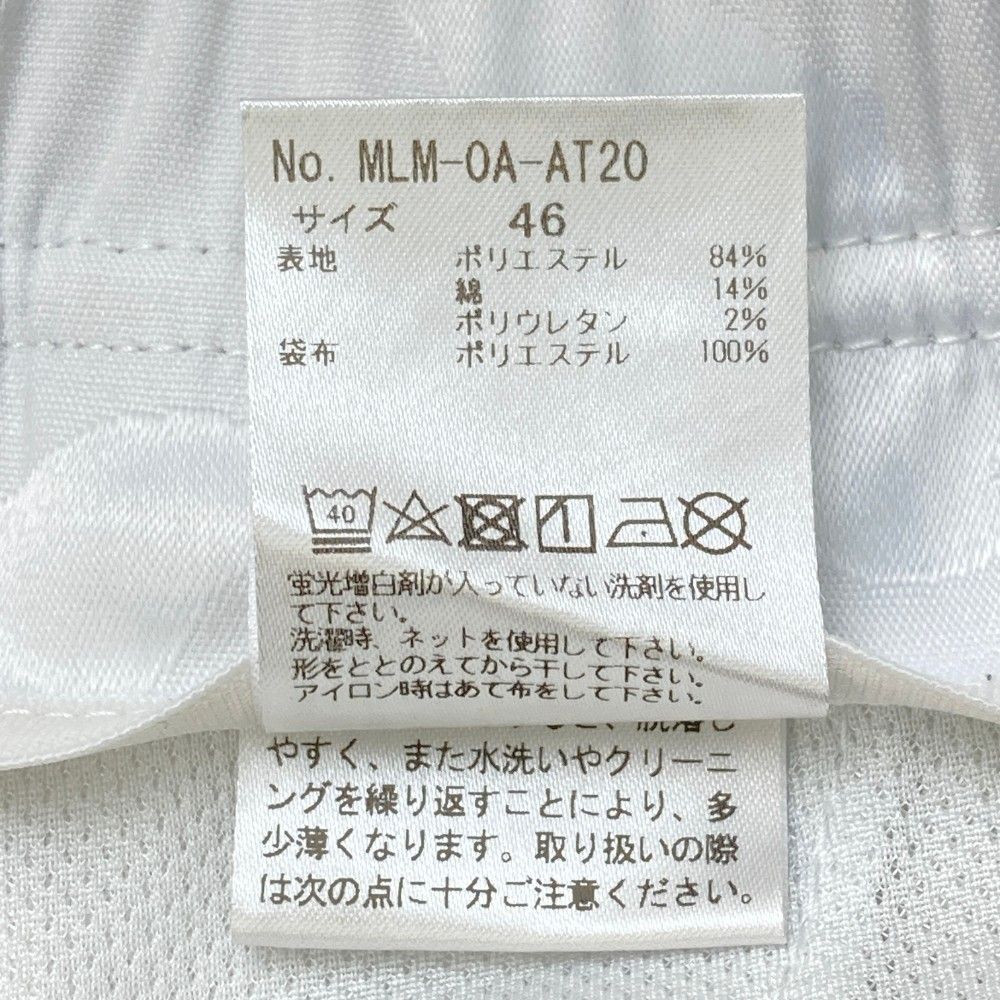 No. MLM-0A-AT20
サイズ 46
表地 ポリエステル 84%
綿 14%
ポリウレタン 2%
袋布 ポリエステル 100%
40
蛍光増白剤が入っていない洗剤を使用し
て下さい。
洗濯時、ネットを使用して下さい。
形をととのえてから干して下さい。
アイロン時はあて布をして下さい。
やすく、また水洗いやクリーニ
ングを繰り返すことにより、多
少薄くなります。取り扱いの際
は次の点に十分ご注意ください。